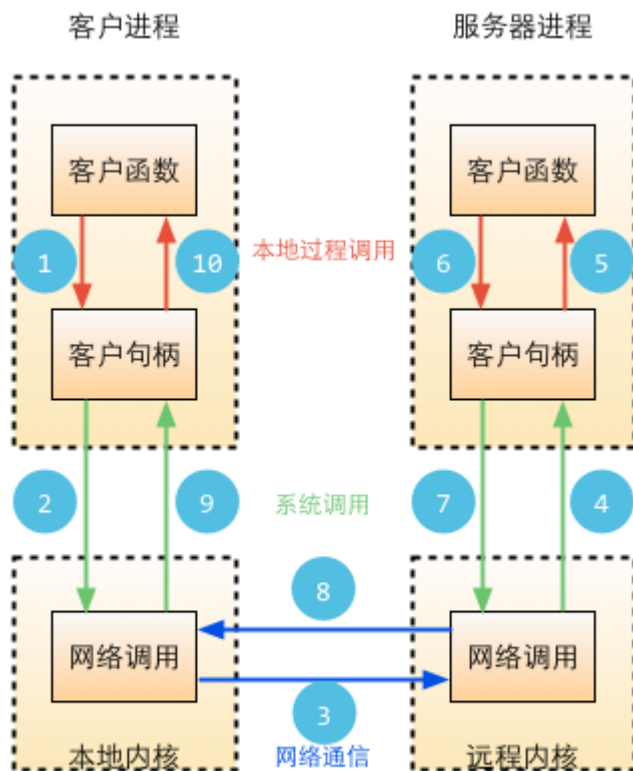 客户进程
服务器进程
客户函数
客户函数
1
10
本地过程调用
6
5
客户句柄
客户句柄
2
9
系统调用
7
4
8
网络调用
网络调用
3
本地内核
网络通信
远程内核